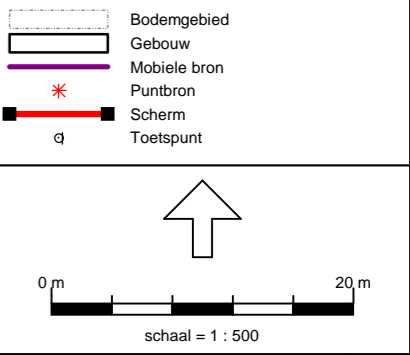 Bodemgebied
Gebouw
Mobiele bron
Puntbron
Scherm
Toetspunt
0 m 20 m
schaal = 1 : 500